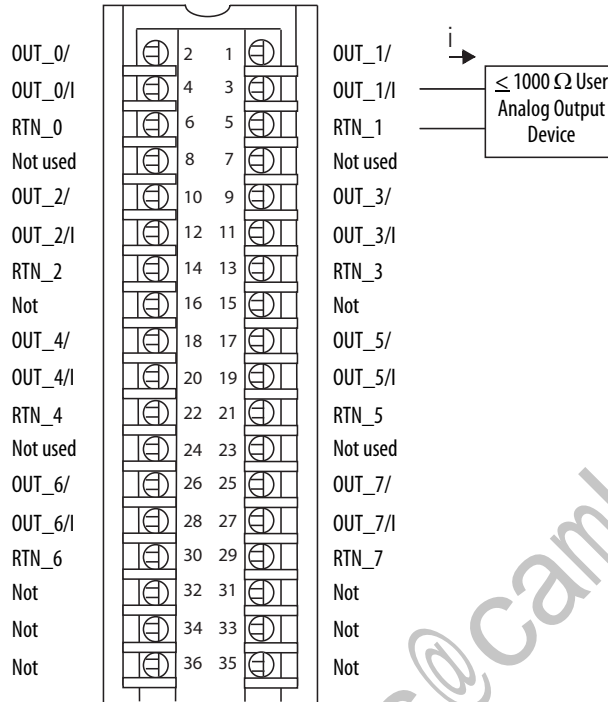 OUT_0/ 2 1 OUT_1/ i
OUT_0/I 4 3 OUT_1/I ≤ 1000 Ω User
RTN_0 6 5 RTN_1 Analog Output
Device
Not used 8 7 Not used
OUT_2/ 10 9 OUT_3/
OUT_2/I 12 11 OUT_3/I
RTN_2 14 13 RTN_3
Not 16 15 Not
OUT_4/ 18 17 OUT_5/
OUT_4/I 20 19 OUT_5/I
RTN_4 22 21 RTN_5
Not used 24 23 Not used
OUT_6/ 26 25 OUT_7/
OUT_6/I 28 27 OUT_7/I
RTN_6 30 29 RTN_7
Not 32 31 Not
Not 34 33 Not
Not 36 35 Not